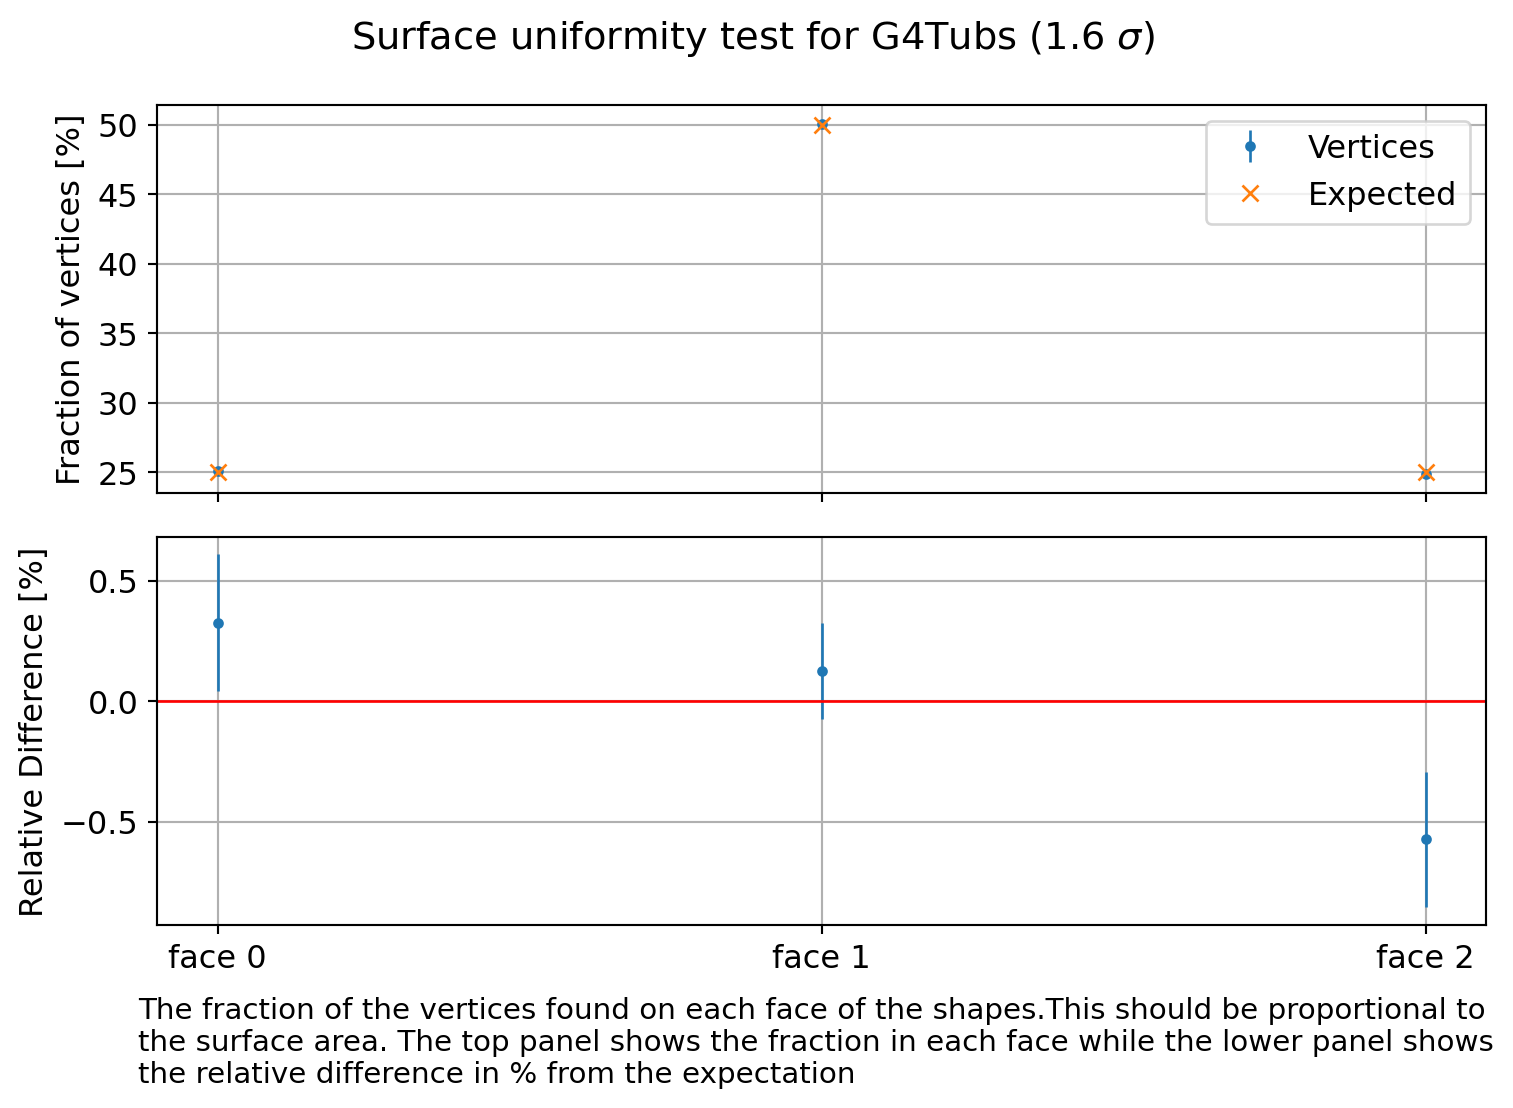 Surface uniformity test for G4Tubs (1.6 σ)
Fraction of vertices [%]
50
45
40
35
30
25
Vertices
Expected
Relative Difference [%]
0.5
0.0
−0.5
face 0
face 1
face 2
The fraction of the vertices found on each face of the shapes.This should be proportional to
the surface area. The top panel shows the fraction in each face while the lower panel shows
the relative difference in % from the expectation